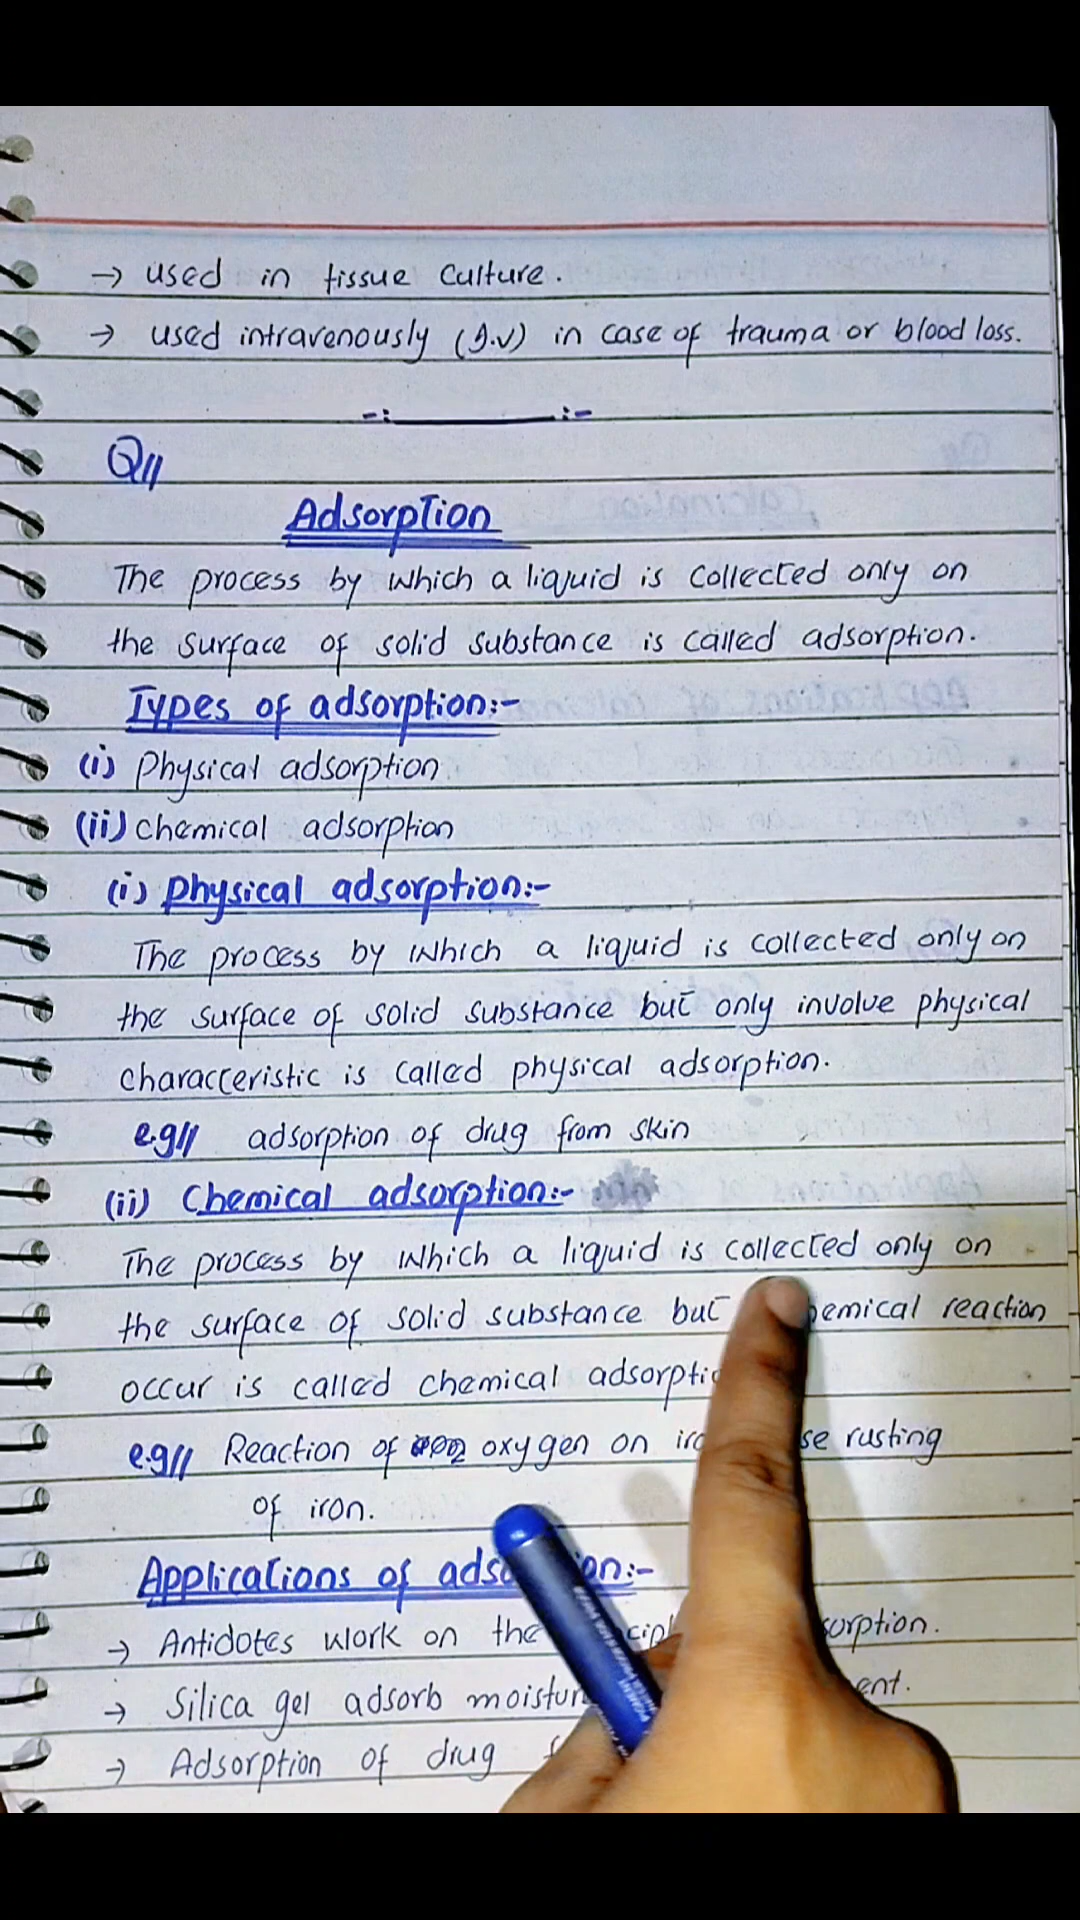 → used in tissue culture.
→ used intravenously (I.V) in case of trauma or blood loss.
-: :-
Q//
Adsorption
The process by which a liquid is collected only on
the surface of solid substance is called adsorption.
Types of adsorption:-
(i) Physical adsorption
(ii) chemical adsorption
(i) Physical adsorption:-
The process by which a liquid is collected only on
the surface of solid substance but only involve physical
characteristic is called physical adsorption.
e.g// adsorption of drug from skin
(ii) Chemical adsorption:-
The process by which a liquid is collected only on
the surface of solid substance but reaction
occur is called chemical
e.g// Reaction of oxygen on rusting
of iron.
Applications of
→ Antidotes work on the
→ Silica gel adsorb
→ Adsorption of drug